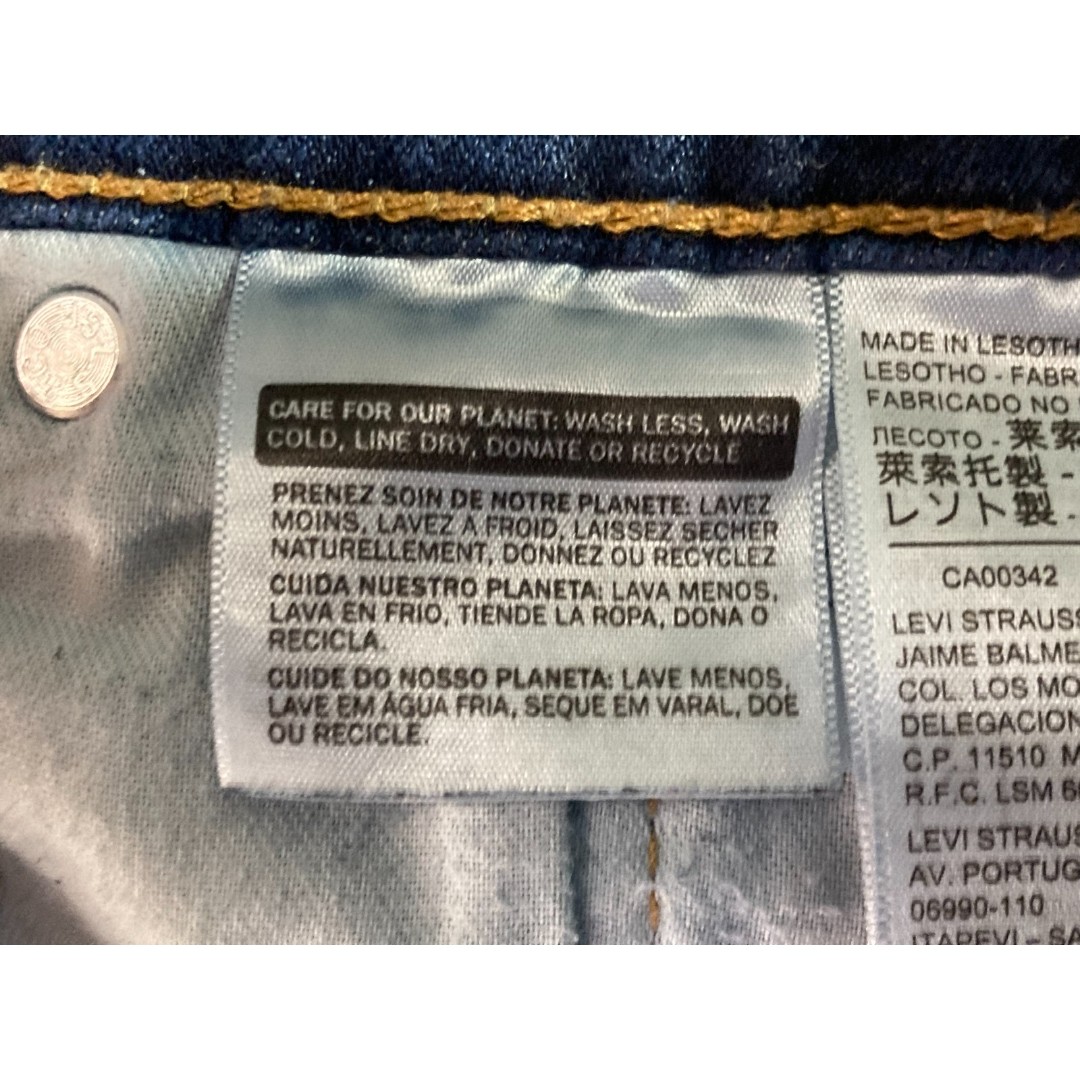 CARE FOR OUR PLANET: WASH LESS, WASH
COLD, LINE DRY, DONATE OR RECYCLE
PRENEZ SOIN DE NOTRE PLANETE: LAVEZ
MOINS, LAVEZ A FROID, LAISSEZ SECHER
NATURELLEMENT, DONNEZ OU RECYCLEZ
CUIDA NUESTRO PLANETA: LAVA MENOS,
LAVA EN FRIO, TIENDE LA ROPA, DONA O
RECICLA.
CUIDE DO NOSSO PLANETA: LAVE MENOS,
LAVE EM ÁGUA FRIA, SEQUE EM VARAL, DOE
OU RECICLE.
MADE IN LESOTH
LESOTHO - FABR
FABRICADO NO
ЛЕСОТО - 莱索
萊索托製 -
レソト製 -
CA00342
LEVI STRAUSS
JAIME BALME
COL. LOS MO
DELEGACION
C.P. 11510 M
R.F.C. LSM
LEVI STRAUS
AV. PORTUG
06990-110
ITAPEVI - SA